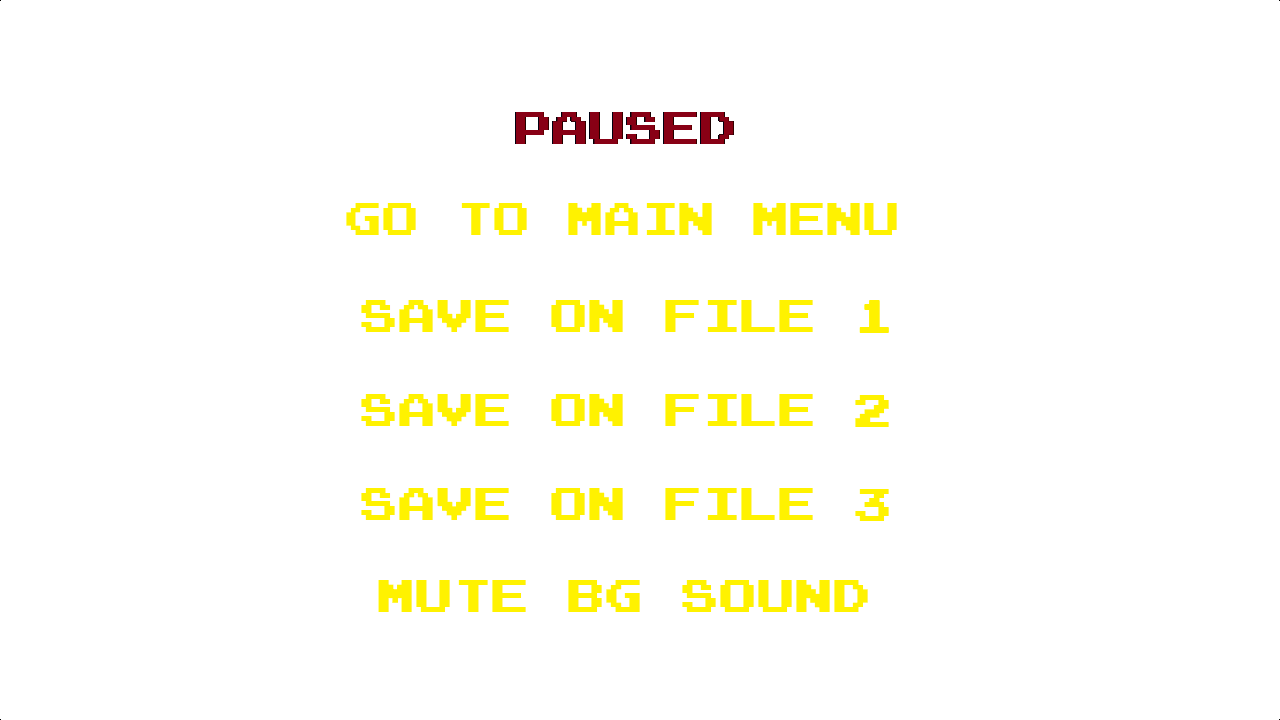 PAUSED
GO TO MAIN MENU
SAVE ON FILE 1
SAVE ON FILE 2
SAVE ON FILE 3
MUTE BG SOUND